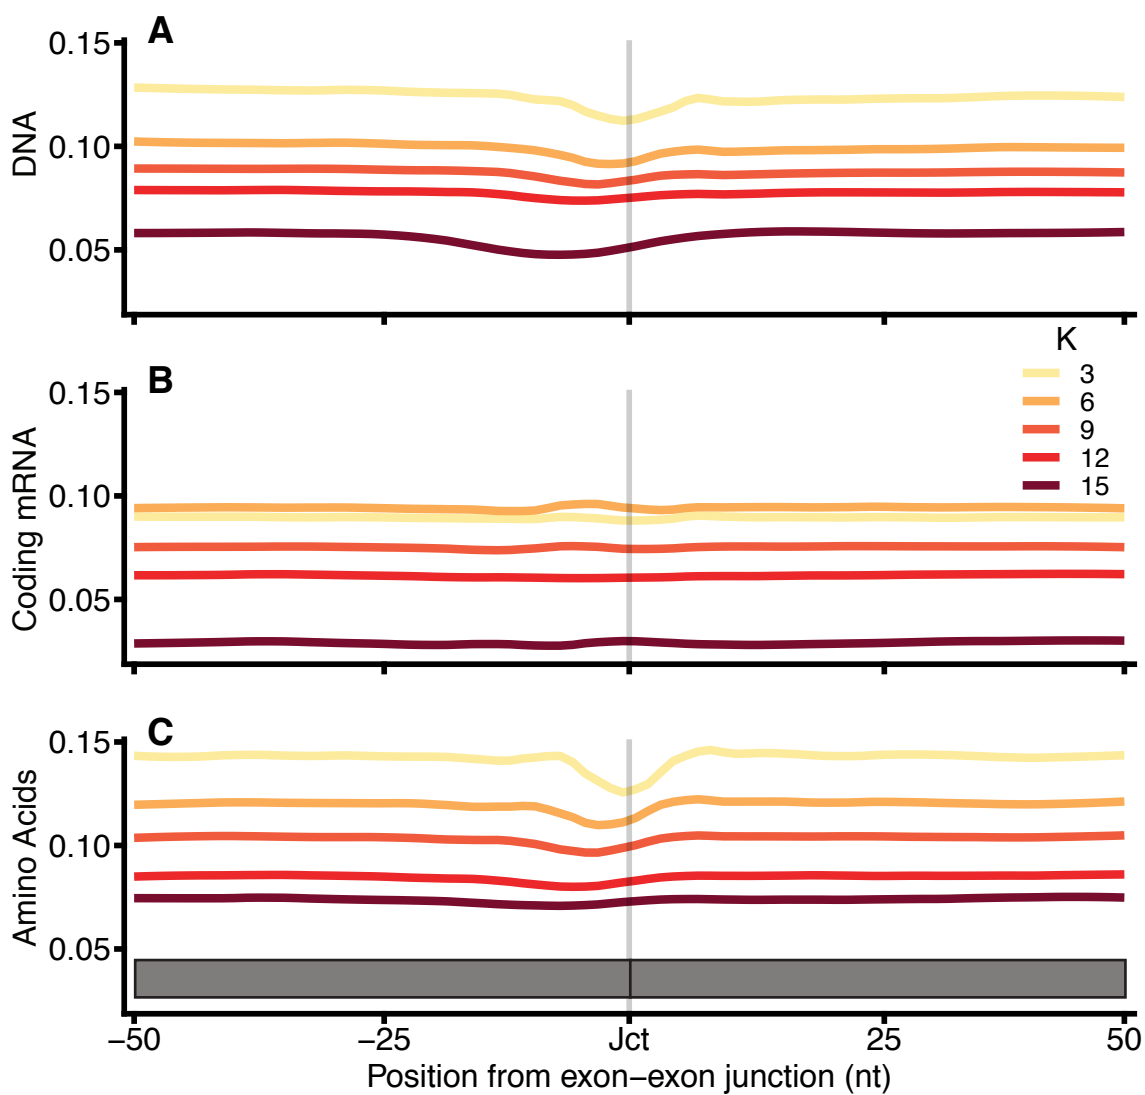 A
0.15
0.10
0.05
DNA
B
0.15
0.10
0.05
Coding mRNA
K
3
6
9
12
15
C
0.15
0.10
0.05
Amino Acids
−50
−25
Jct
25
50
Position from exon−exon junction (nt)